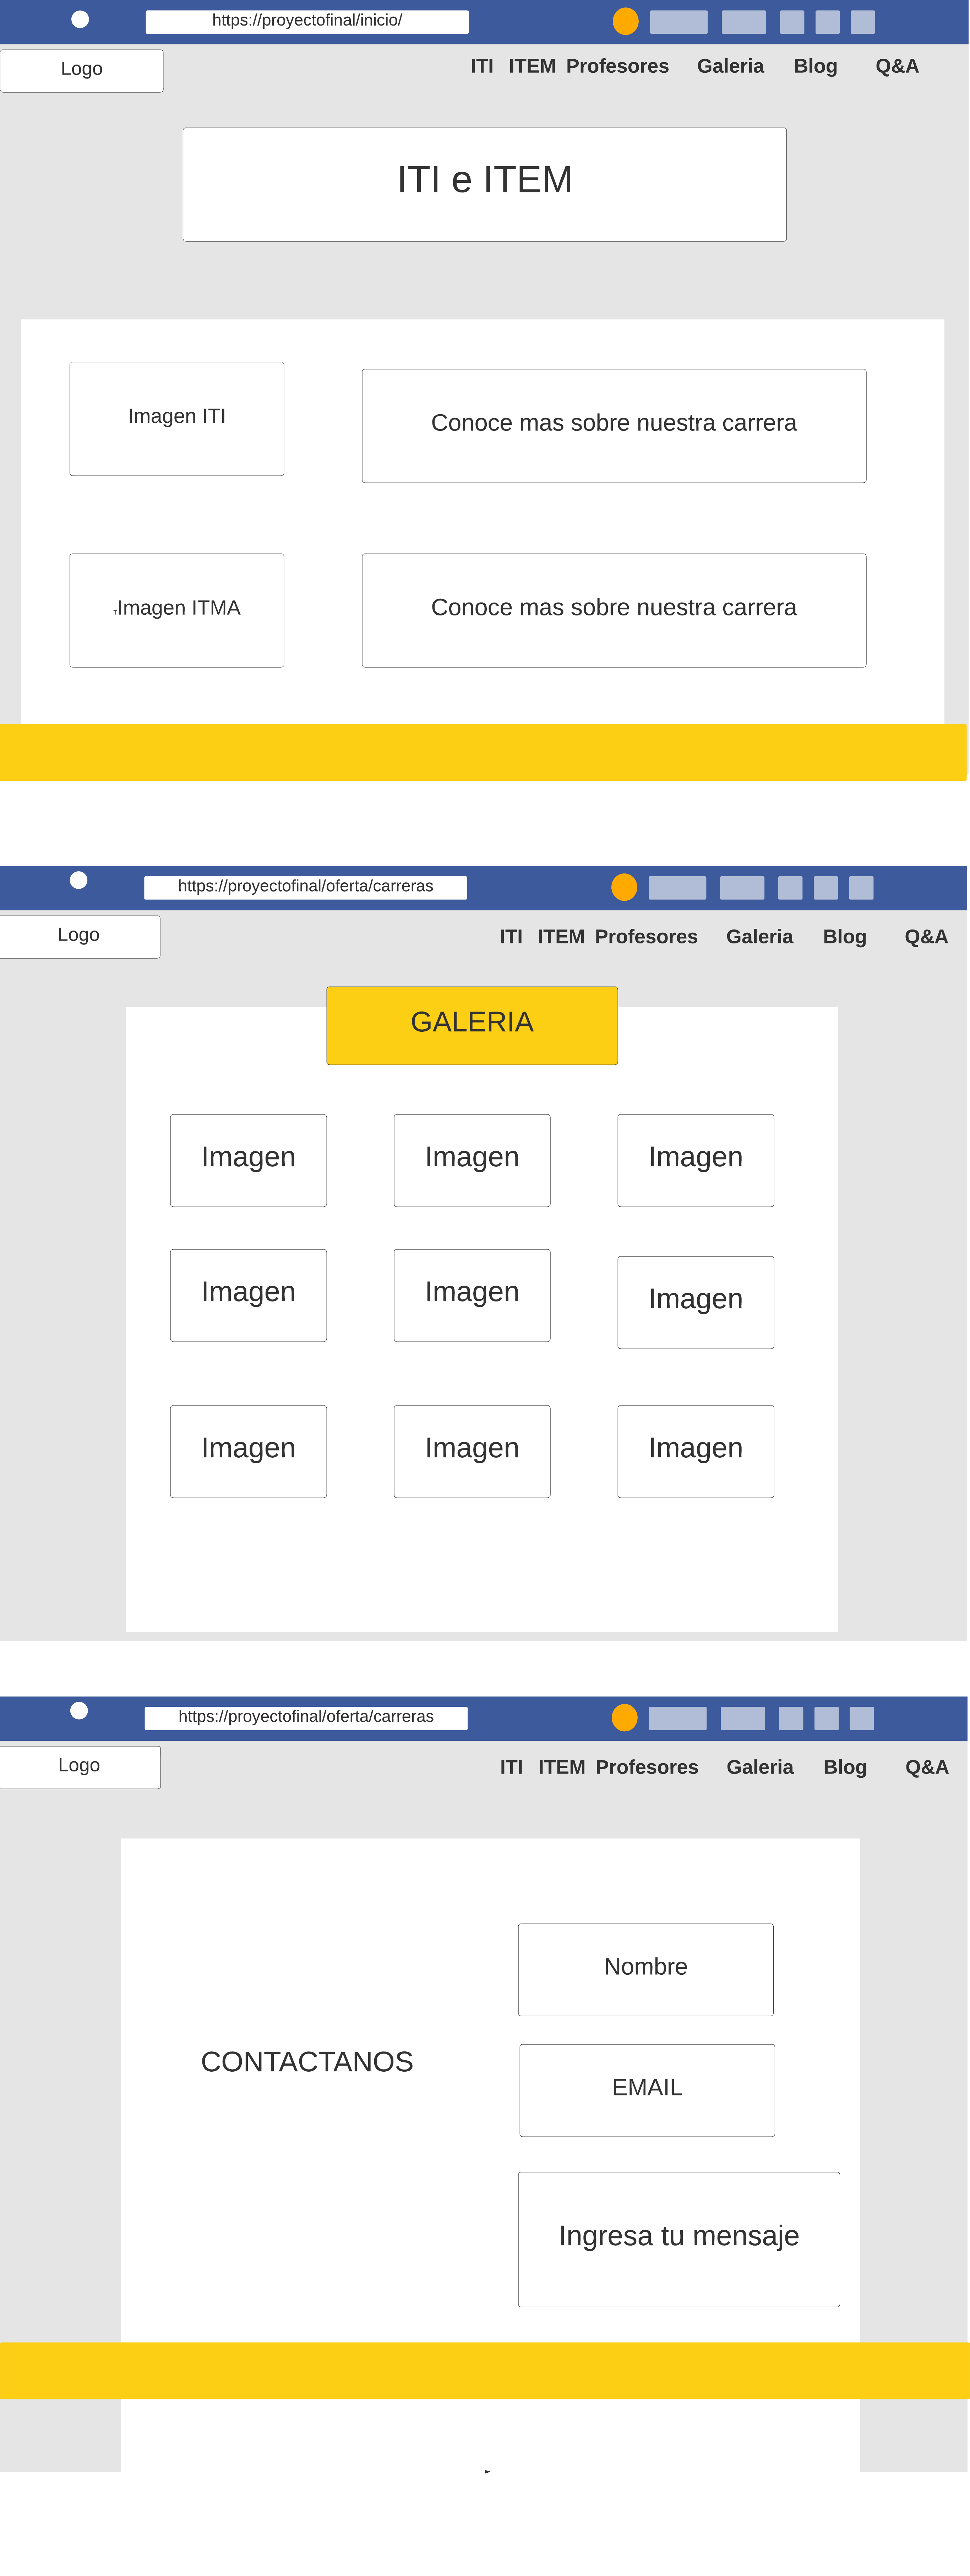 https://proyectofinal/inicio/
Logo
ITI ITEM Profesores Galeria Blog Q&A
ITI e ITEM
Imagen ITI
Conoce mas sobre nuestra carrera
TImagen ITMA
Conoce mas sobre nuestra carrera
https://proyectofinal/oferta/carreras
Logo
ITI ITEM Profesores Galeria Blog Q&A
GALERIA
Imagen Imagen Imagen
Imagen Imagen Imagen
Imagen Imagen Imagen
https://proyectofinal/oferta/carreras
Logo
ITI ITEM Profesores Galeria Blog Q&A
Nombre
CONTACTANOS
EMAIL
Ingresa tu mensaje